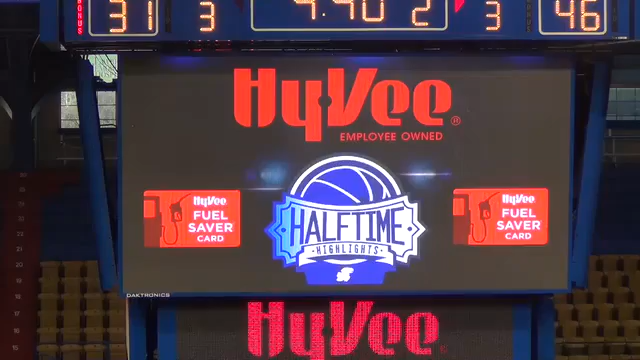 BONUS 31 3 4:40 2 3 46
HyVee®
EMPLOYEE OWNED
HyVee
FUEL
SAVER
CARD
HALFTIME
HIGHLIGHTS
HyVee
FUEL
SAVER
CARD
DAKTRONICS
HyVee®